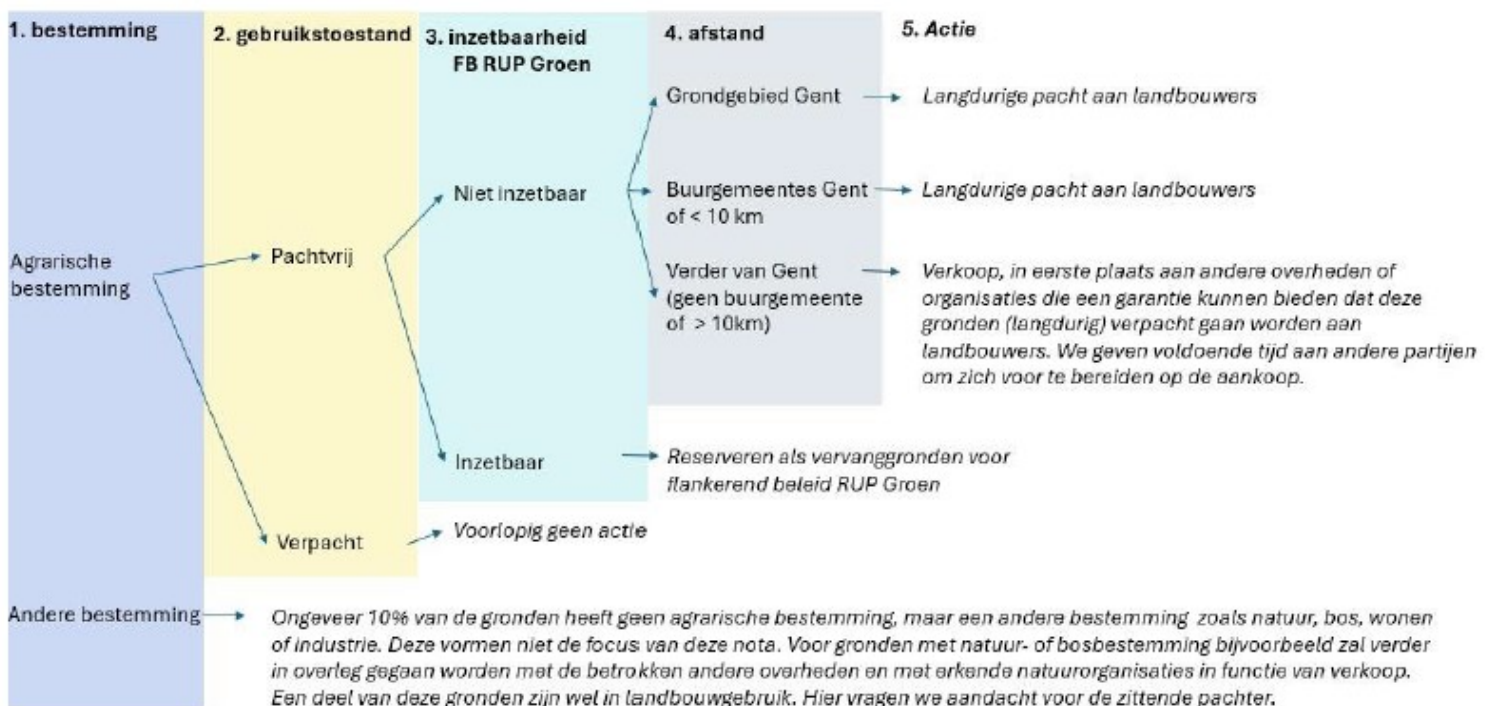 1. bestemming
2. gebruikstoestand
3. inzetbaarheid
FB RUP Groen
4. afstand
5. Actie
Grondgebied Gent
Langdurige pacht aan landbouwers
Niet inzetbaar
Buurgemeentes Gent
of < 10 km
Langdurige pacht aan landbouwers
Agrarische
bestemming
Pachtvrij
Verder van Gent
(geen buurgemeente
of > 10km)
Verkoop, in eerste plaats aan andere overheden of
organisaties die een garantie kunnen bieden dat deze
gronden (langdurig) verpacht gaan worden aan
landbouwers. We geven voldoende tijd aan andere partijen
om zich voor te bereiden op de aankoop.
Inzetbaar
Reserveren als vervanggronden voor
flankerend beleid RUP Groen
Verpacht
Voorlopig geen actie
Andere bestemming
Ongeveer 10% van de gronden heeft geen agrarische bestemming, maar een andere bestemming zoals natuur, bos, wonen
of industrie. Deze vormen niet de focus van deze nota. Voor gronden met natuur- of bosbestemming bijvoorbeeld zal verder
in overleg gegaan worden met de betrokken andere overheden en met erkende natuurorganisaties in functie van verkoop.
Een deel van deze gronden zijn wel in landbouwgebruik. Hier vragen we aandacht voor de zittende pachter.